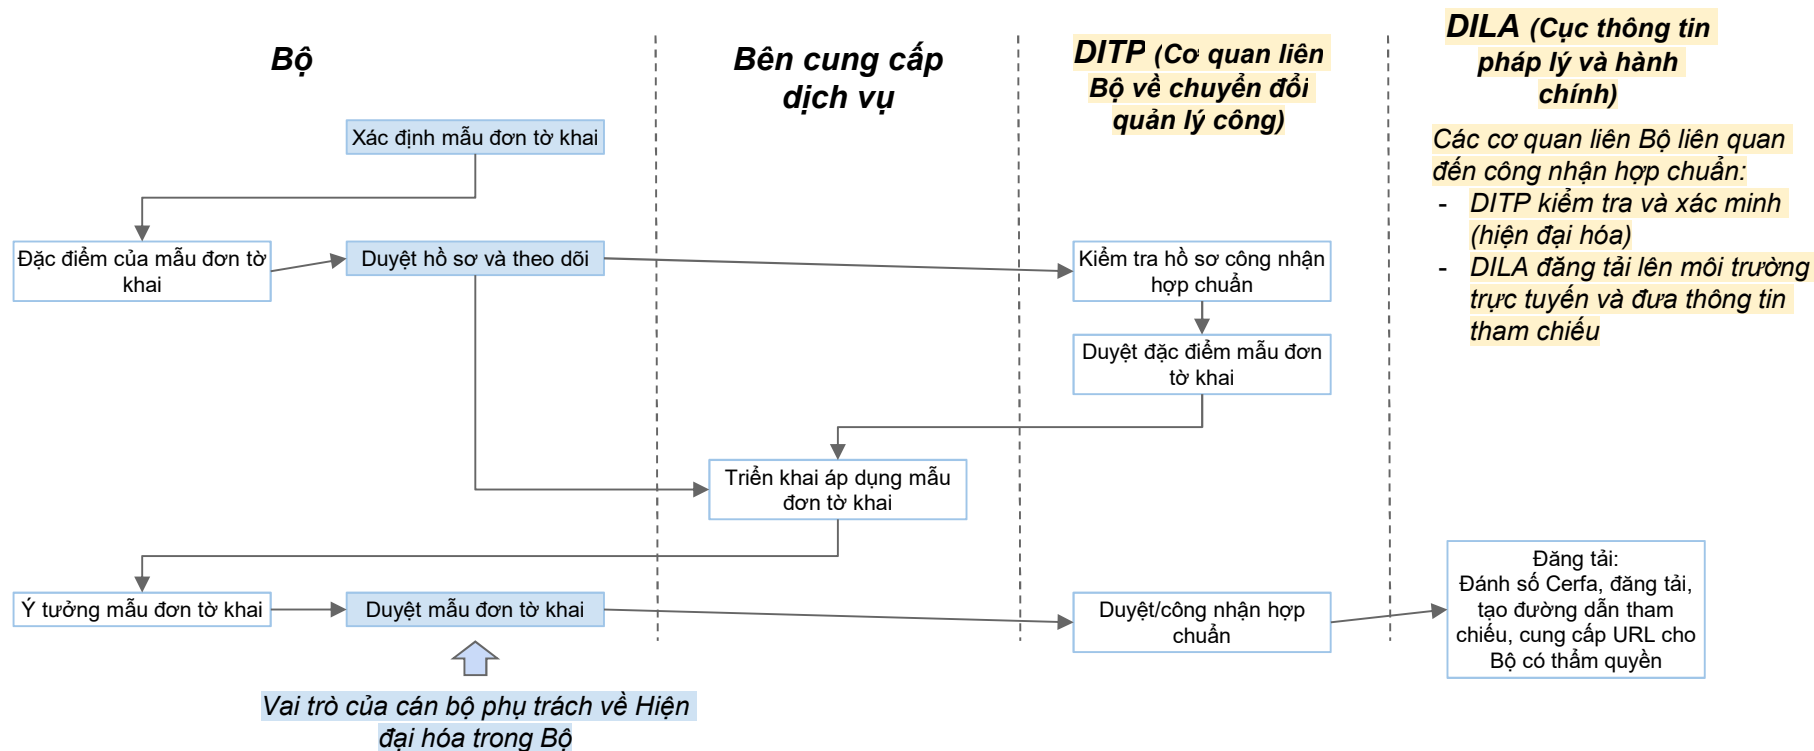 Bộ
Bên cung cấp
dịch vụ
DITP (Cơ quan liên
Bộ về chuyển đổi
quản lý công)
DILA (Cục thông tin
pháp lý và hành
chính)
Các cơ quan liên Bộ liên quan
đến công nhận hợp chuẩn:
- DITP kiểm tra và xác minh
(hiện đại hóa)
- DILA đăng tải lên môi trường
trực tuyến và đưa thông tin
tham chiếu
Xác định mẫu đơn tờ khai
Đặc điểm của mẫu đơn tờ
khai
Duyệt hồ sơ và theo dõi
Kiểm tra hồ sơ công nhận
hợp chuẩn
Duyệt đặc điểm mẫu đơn
tờ khai
Triển khai áp dụng mẫu
đơn tờ khai
Ý tưởng mẫu đơn tờ khai
Duyệt mẫu đơn tờ khai
Duyệt/công nhận hợp
chuẩn
Đăng tải:
Đánh số Cerfa, đăng tải,
tạo đường dẫn tham
chiếu, cung cấp URL cho
Bộ có thẩm quyền
Vai trò của cán bộ phụ trách về Hiện
đại hóa trong Bộ